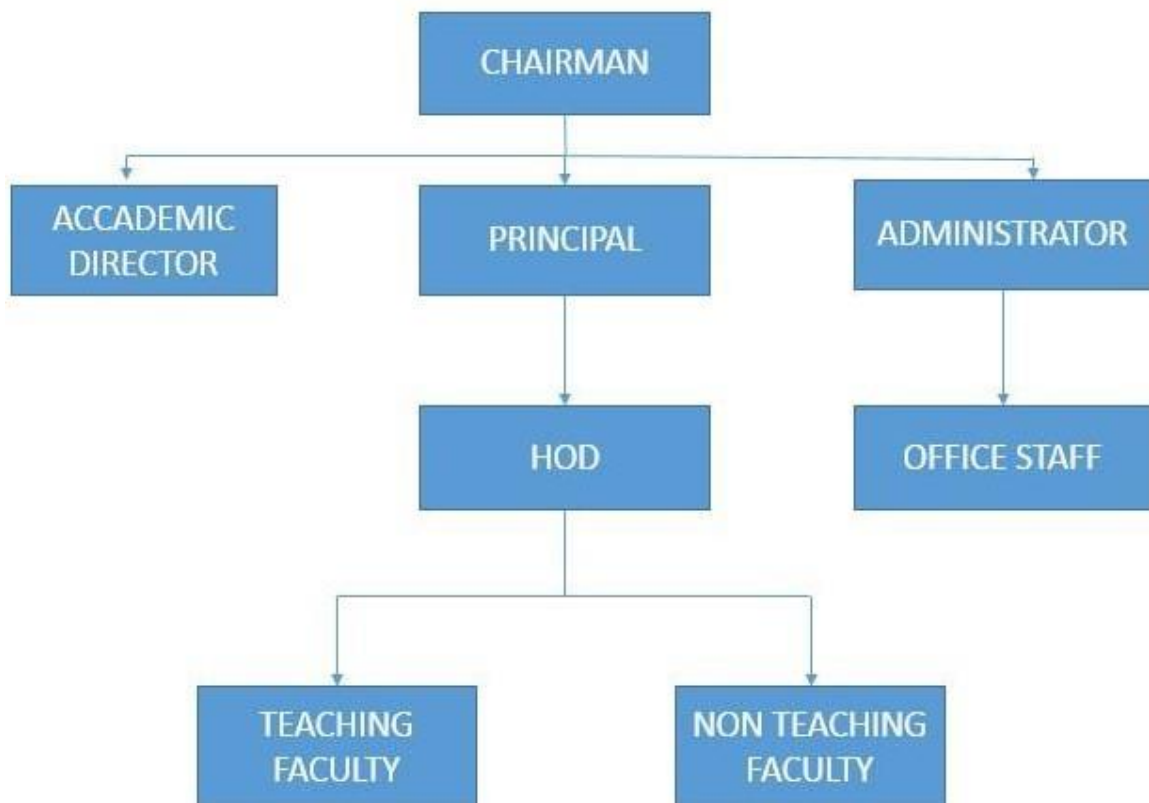 CHAIRMAN
ACCADEMIC
DIRECTOR
PRINCIPAL
ADMINISTRATOR
HOD
OFFICE STAFF
TEACHING
FACULTY
NON TEACHING
FACULTY